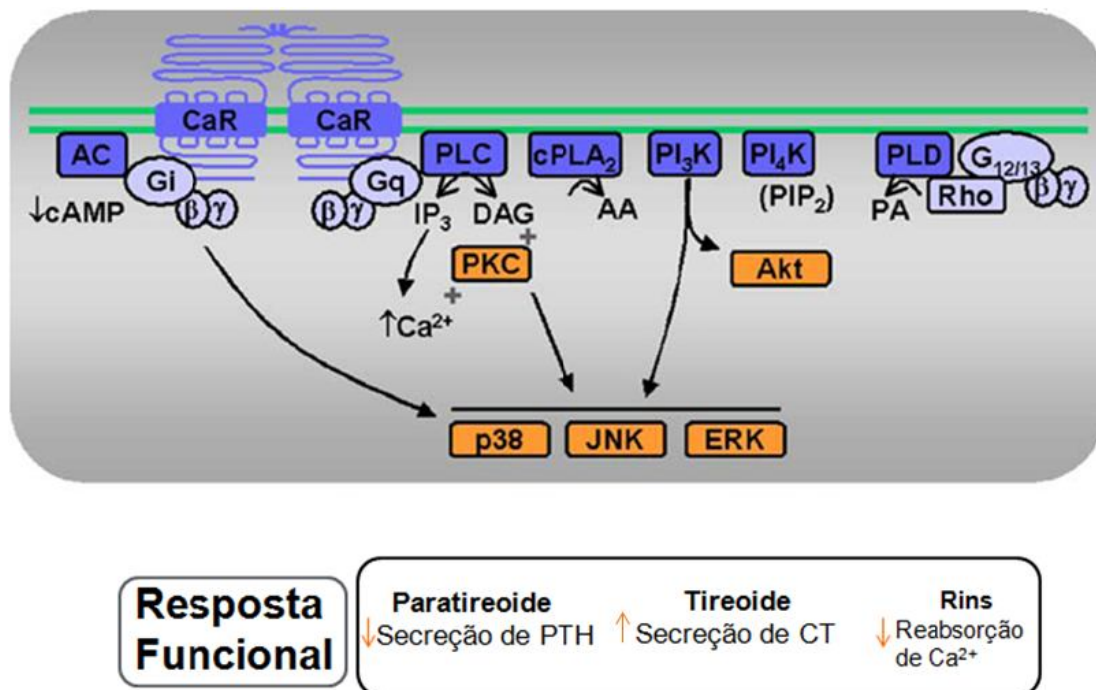 CaR CaR
AC PLC cPLA₂ PI₃K PI₄K PLD G₁₂/₁₃
Gi Gq Rho
↓cAMP β γ β γ IP₃ DAG AA (PIP₂) PA β γ
+
PKC Akt
+
↑Ca²⁺
p38 JNK ERK
Resposta
Funcional
Paratireoide
↓Secreção de PTH
Tireoide
↑ Secreção de CT
Rins
↓ Reabsorção
de Ca²⁺